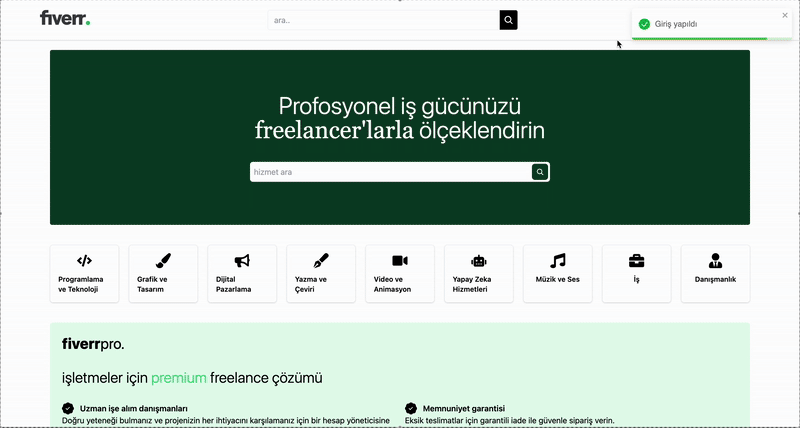 fiverr.
ara..
Giriş yapıldı
Profosyonel iş gücünüzü
freelancer'larla ölçeklendirin
hizmet ara
Programlama
ve Teknoloji
Grafik ve
Tasarım
Dijital
Pazarlama
Yazma ve
Çeviri
Video ve
Animasyon
Yapay Zeka
Hizmetleri
Müzik ve Ses
İş
Danışmanlık
fiverrpro.
işletmeler için premium freelance çözümü
Uzman işe alım danışmanları
Doğru yeteneği bulmanız ve projenizin her ihtiyacını karşılamanız için bir hesap yöneticisine
Memnuniyet garantisi
Eksik teslimatlar için garantili iade ile güvenle sipariş verin.